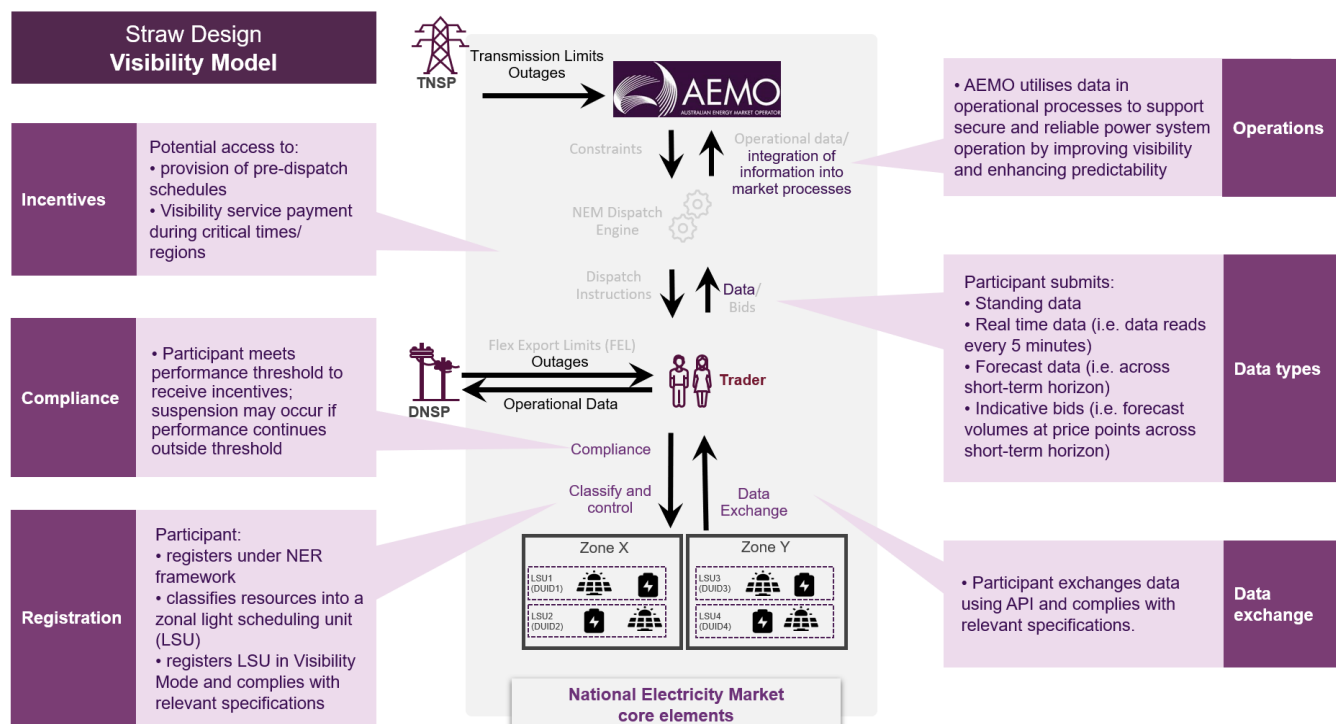 Straw Design
Visibility Model
Incentives
Potential access to:
• provision of pre-dispatch
schedules
• Visibility service payment
during critical times/
regions
Compliance
• Participant meets
performance threshold to
receive incentives;
suspension may occur if
performance continues
outside threshold
Registration
Participant:
• registers under NER
framework
• classifies resources into a
zonal light scheduling unit
(LSU)
• registers LSU in Visibility
Mode and complies with
relevant specifications
TNSP
Transmission Limits
Outages
AEMO
AUSTRALIAN ENERGY MARKET OPERATOR
Constraints
Operational data/
integration of
information into
market processes
NEM Dispatch
Engine
Dispatch
Instructions
Data/
Bids
Flex Export Limits (FEL)
Outages
DNSP
Operational Data
Trader
Compliance
Classify and
control
Data
Exchange
Zone X
LSU1
(DUID1)
LSU2
(DUID2)
Zone Y
LSU3
(DUID3)
LSU4
(DUID4)
National Electricity Market
core elements
• AEMO utilises data in
operational processes to support
secure and reliable power system
operation by improving visibility
and enhancing predictability
Operations
Participant submits:
• Standing data
• Real time data (i.e. data reads
every 5 minutes)
• Forecast data (i.e. across
short-term horizon)
• Indicative bids (i.e. forecast
volumes at price points across
short-term horizon)
Data types
• Participant exchanges data
using API and complies with
relevant specifications.
Data
exchange